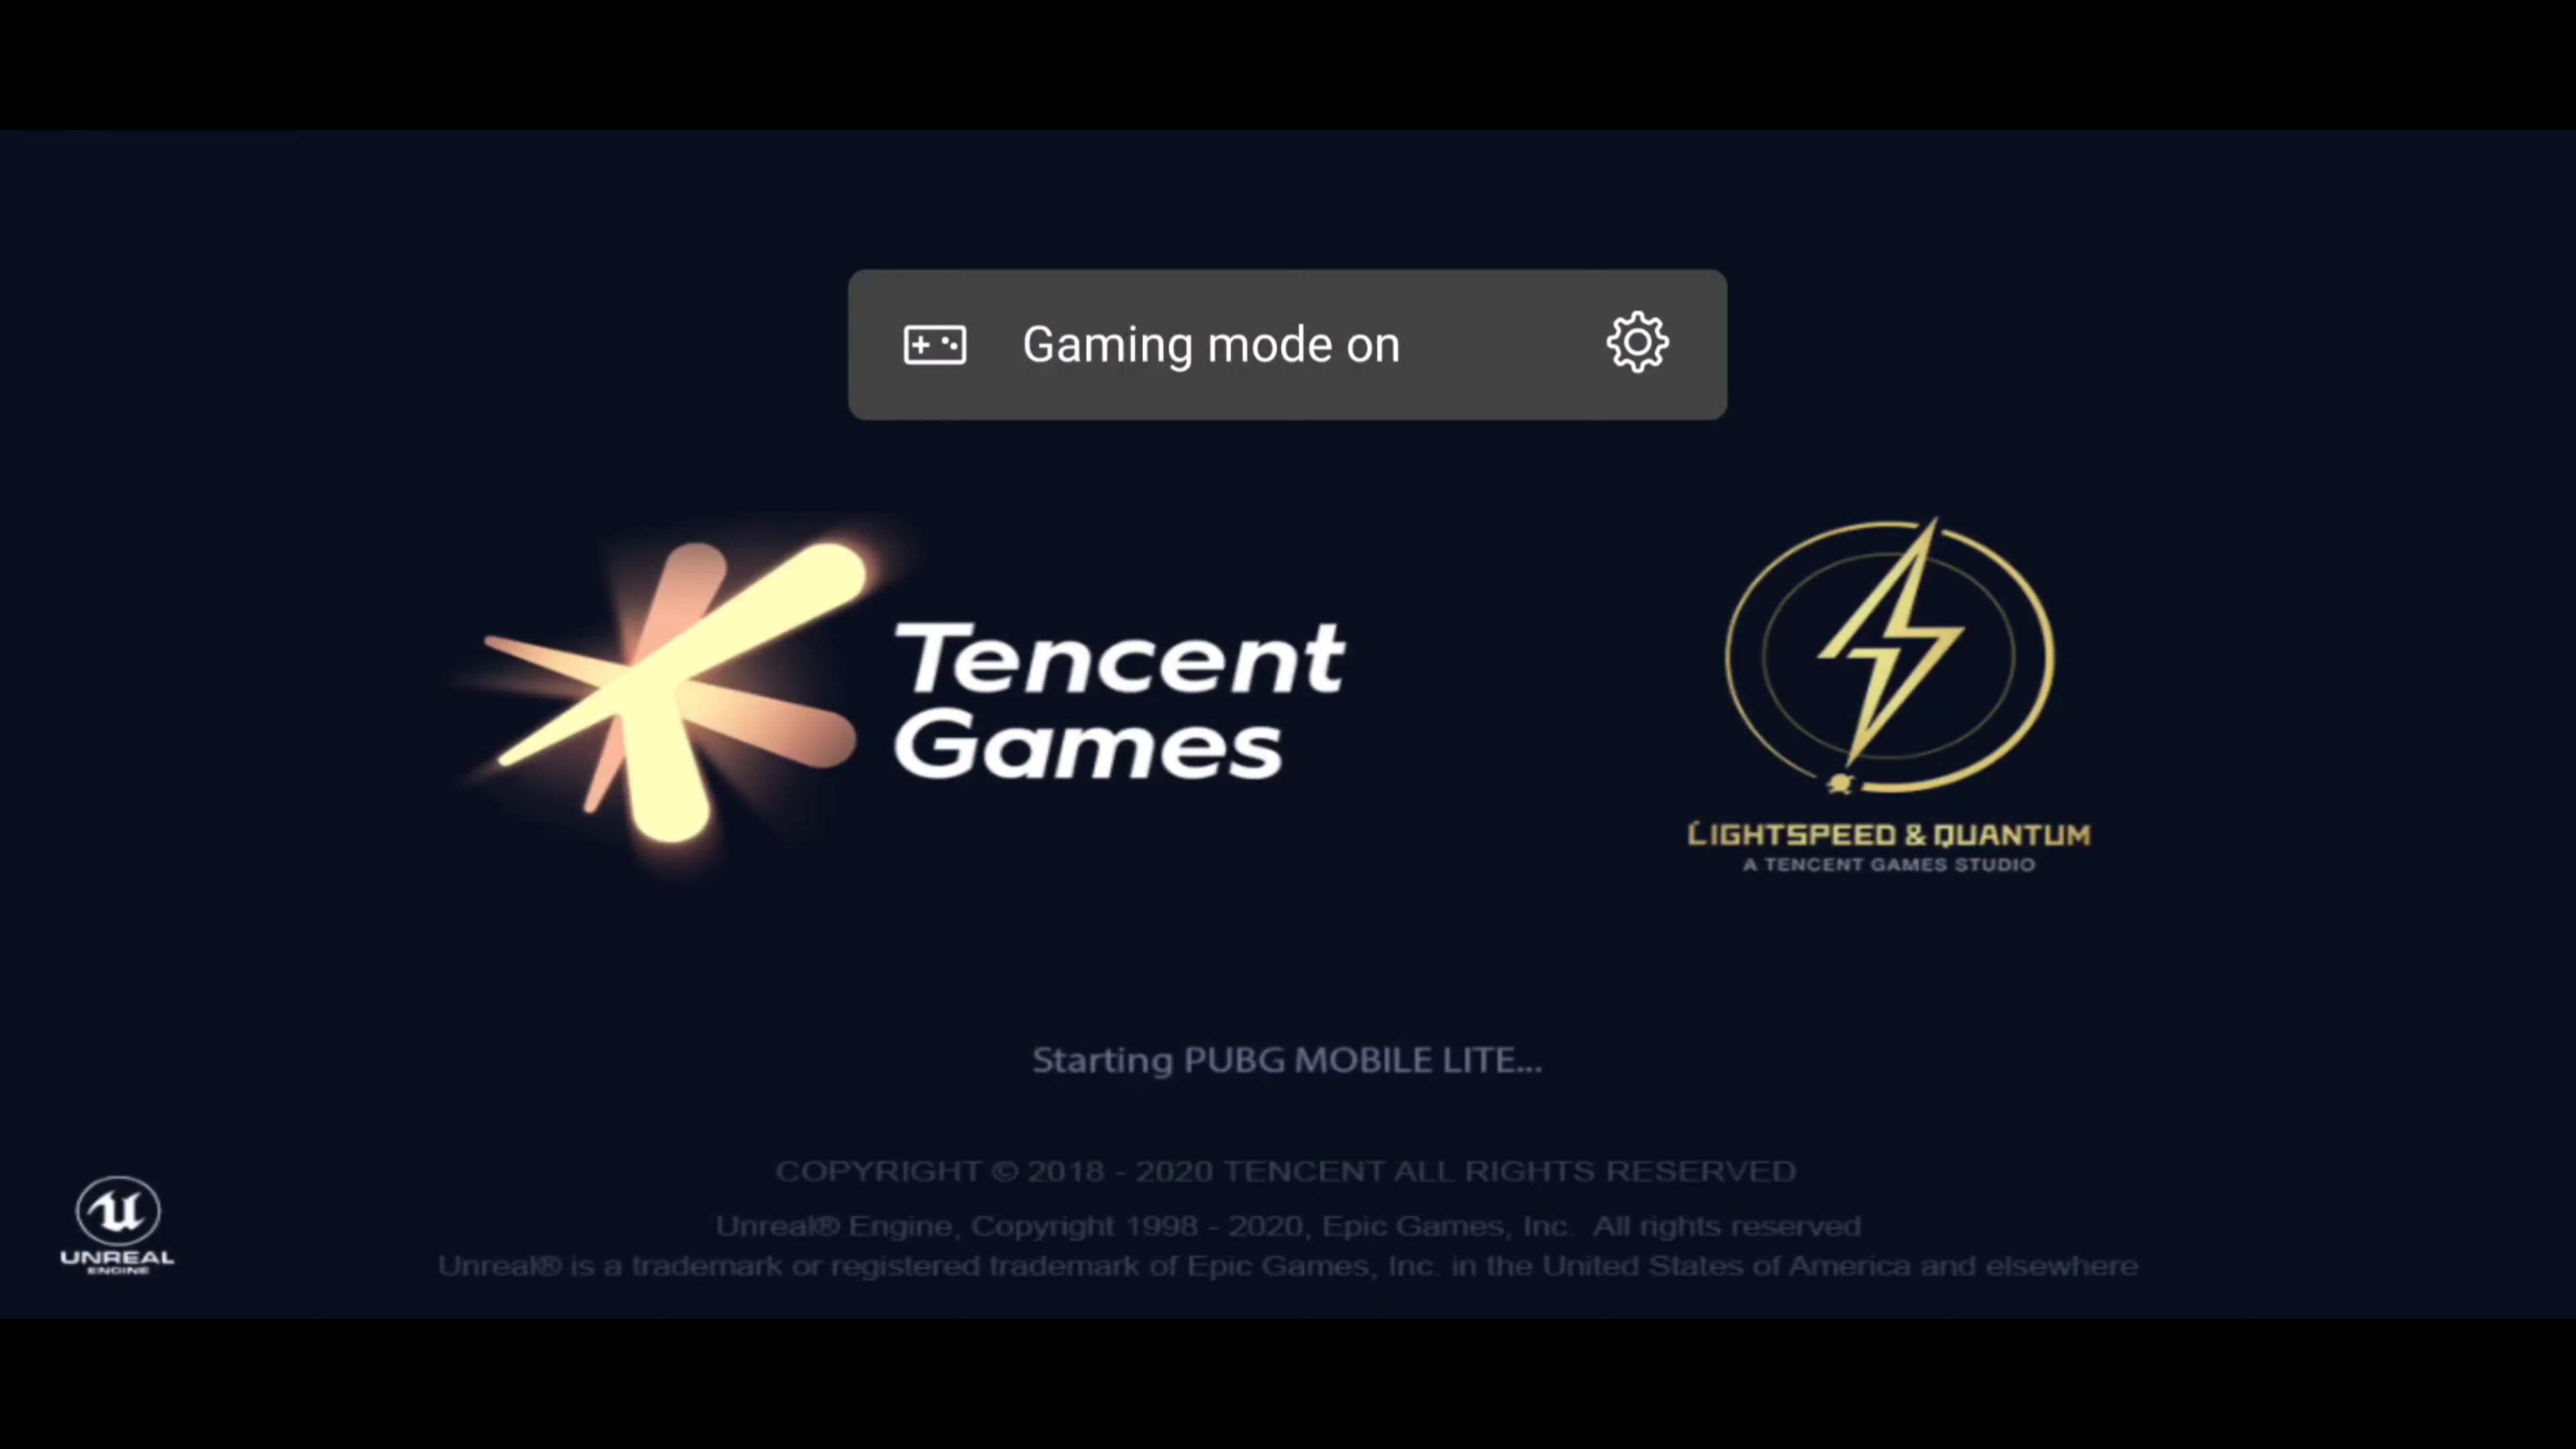 Gaming mode on
Tencent
Games
LIGHTSPEED & QUANTUM
A TENCENT GAMES STUDIO
Starting PUBG MOBILE LITE...
COPYRIGHT © 2018 - 2020 TENCENT ALL RIGHTS RESERVED
Unreal® Engine, Copyright 1998 - 2020, Epic Games, Inc. All rights reserved
Unreal® is a trademark or registered trademark of Epic Games, Inc. in the United States of America and elsewhere
UNREAL
ENGINE